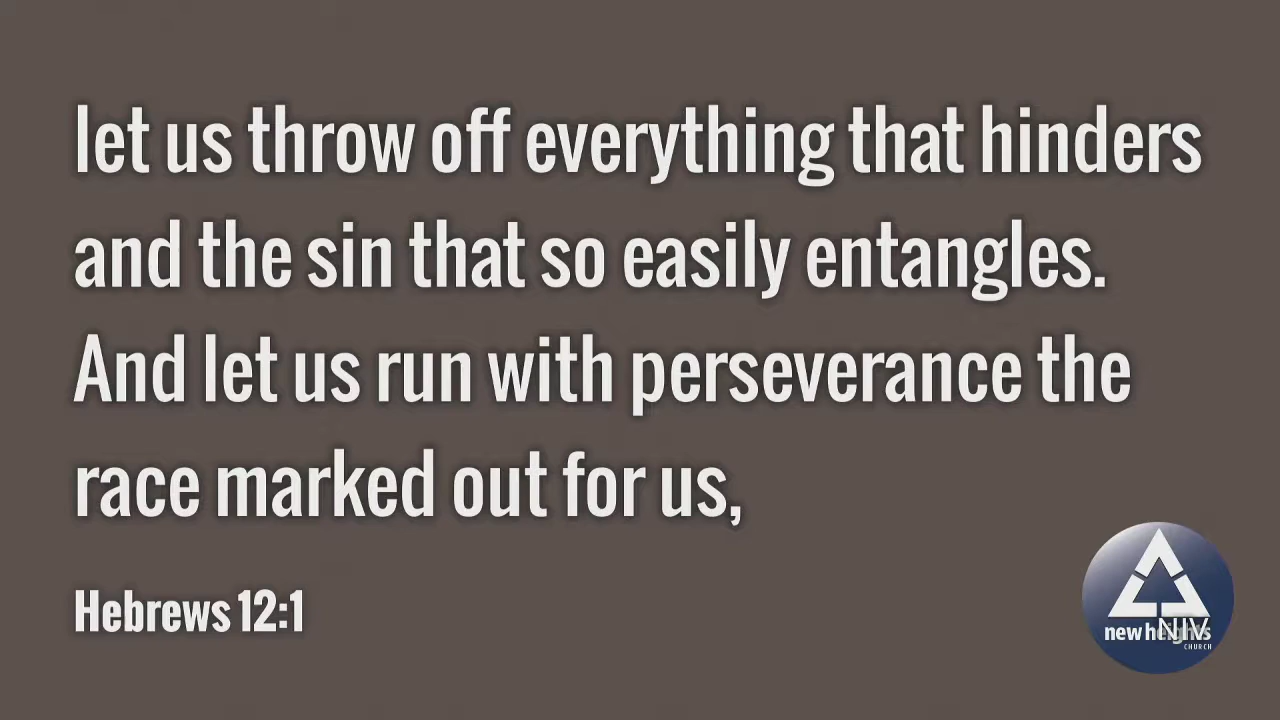 let us throw off everything that hinders
and the sin that so easily entangles.
And let us run with perseverance the
race marked out for us,
Hebrews 12:1
NIV
new heights
CHURCH